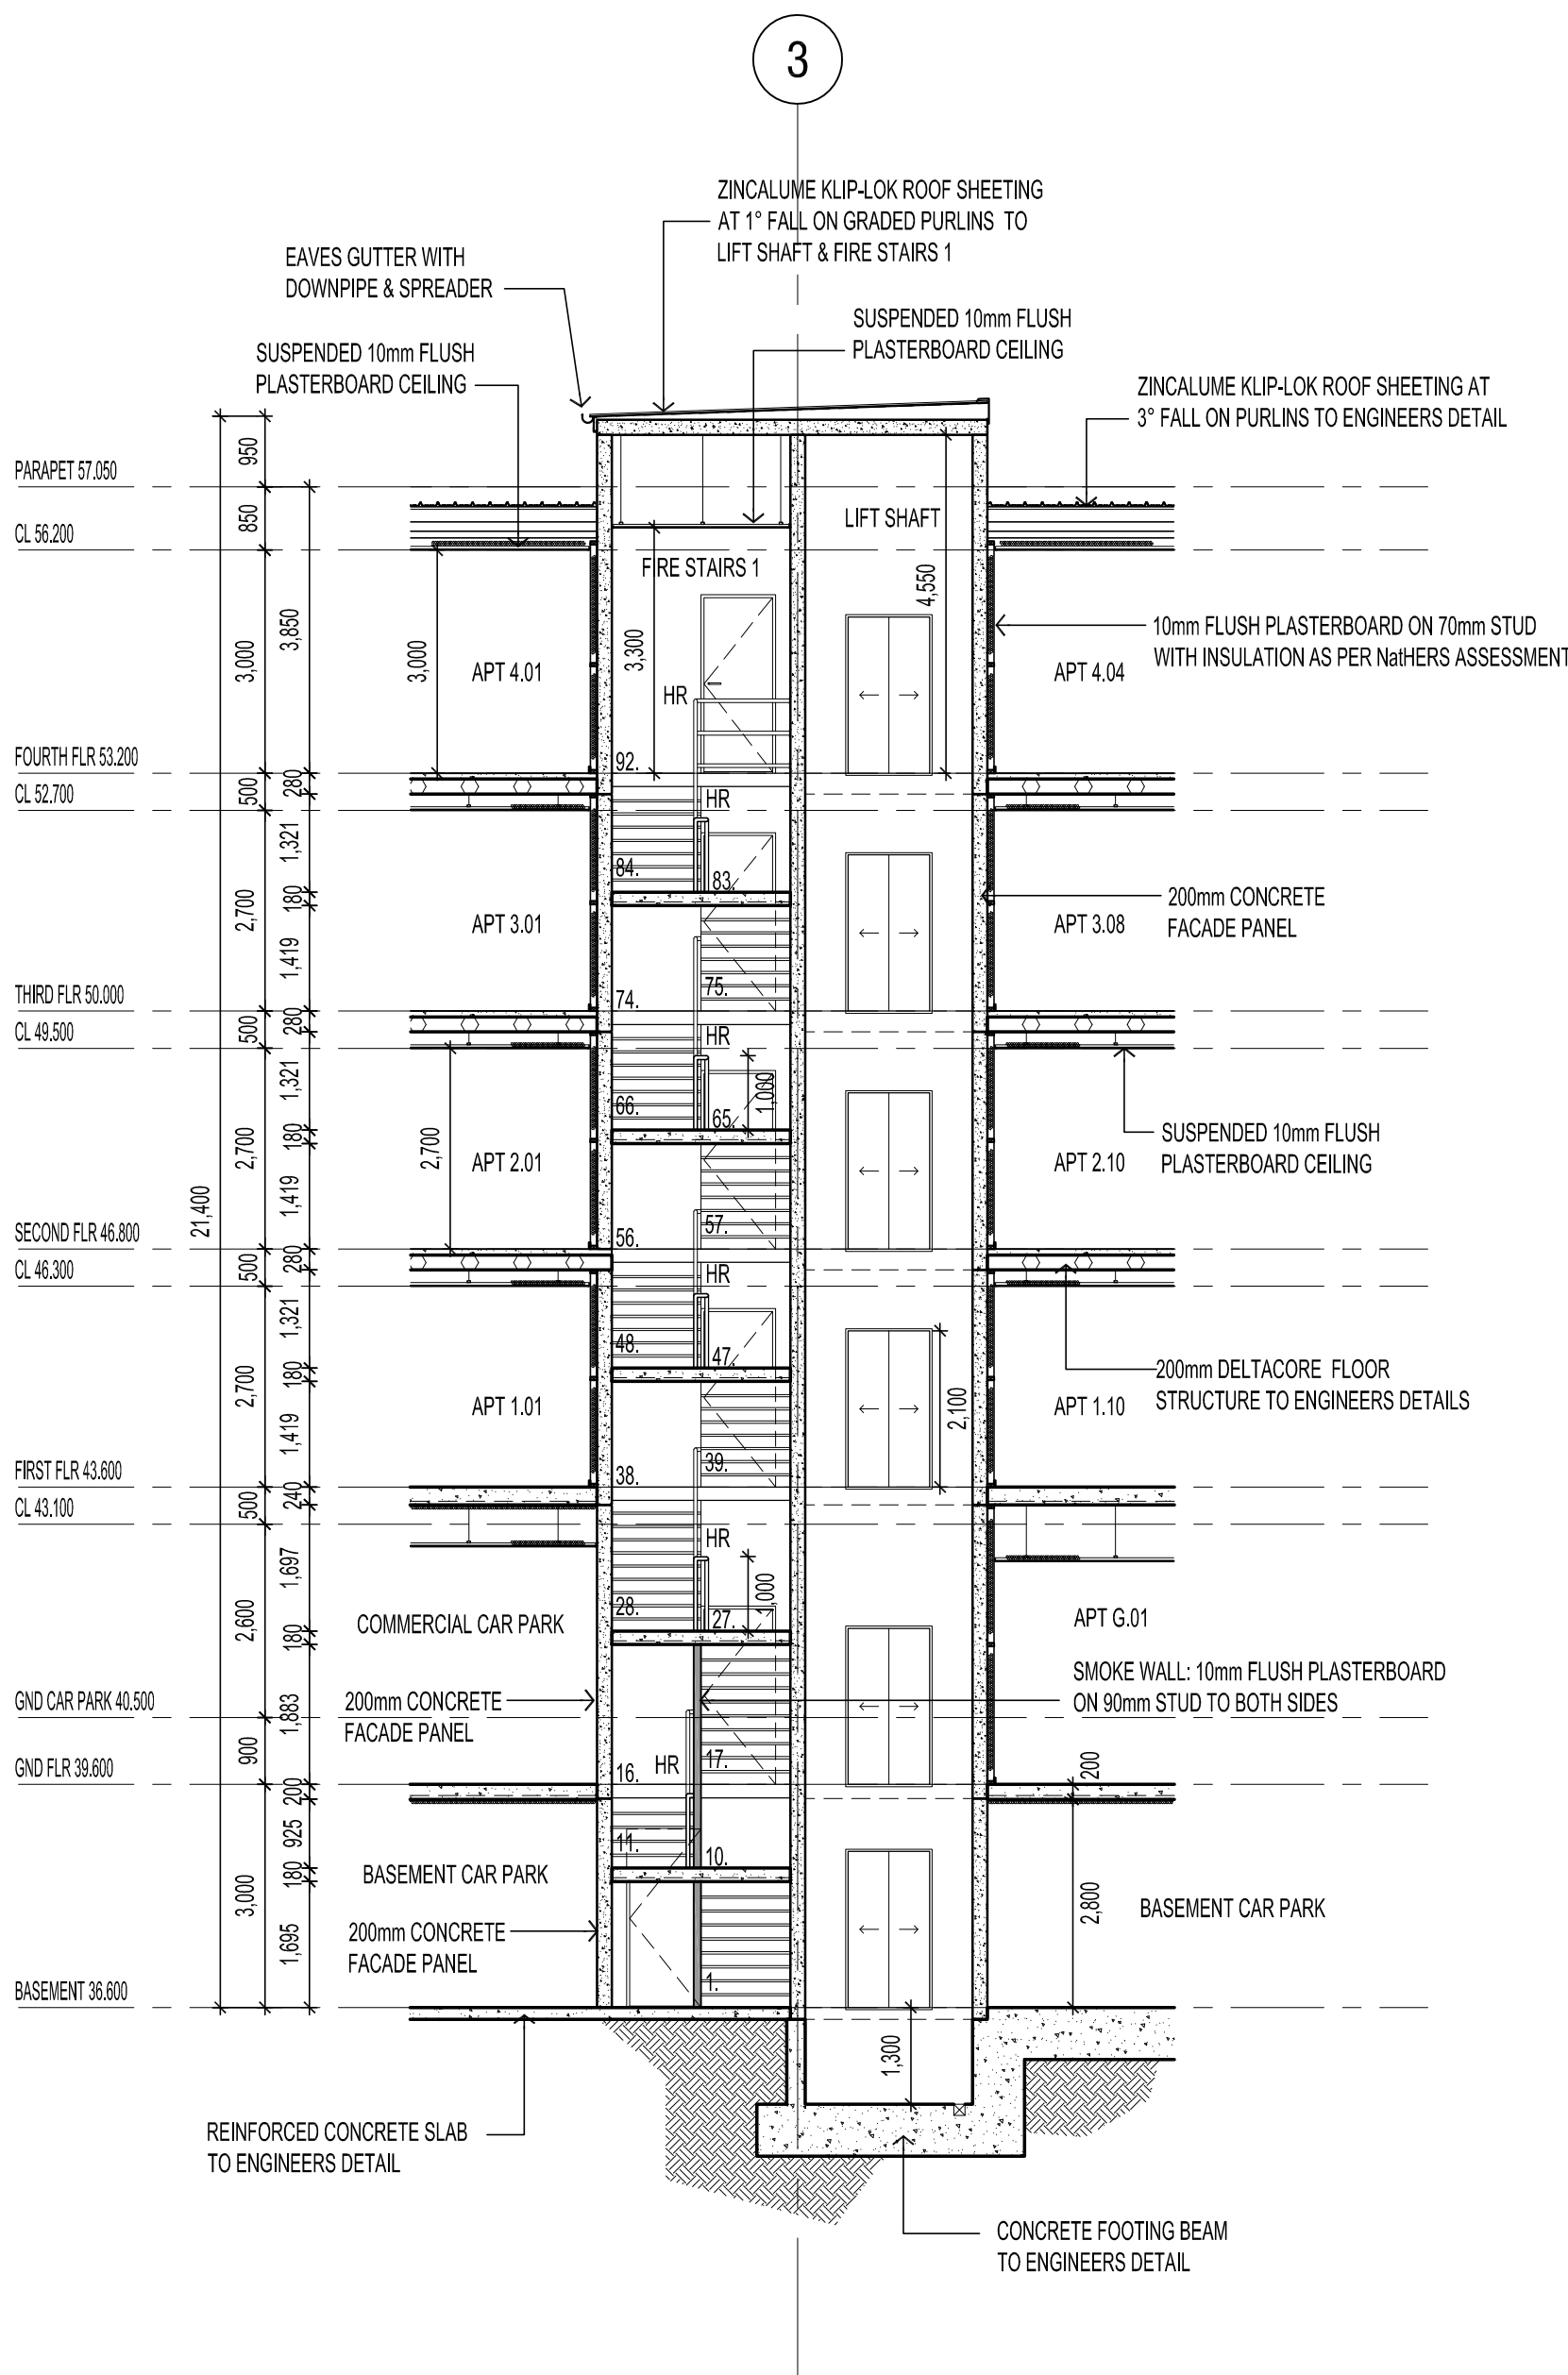 3
ZINCALUME KLIP-LOK ROOF SHEETING
AT 1° FALL ON GRADED PURLINS TO
LIFT SHAFT & FIRE STAIRS 1
EAVES GUTTER WITH
DOWNPIPE & SPREADER
SUSPENDED 10mm FLUSH
PLASTERBOARD CEILING
SUSPENDED 10mm FLUSH
PLASTERBOARD CEILING
ZINCALUME KLIP-LOK ROOF SHEETING AT
3° FALL ON PURLINS TO ENGINEERS DETAIL
950
PARAPET 57.050
850
LIFT SHAFT
CL 56.200
FIRE STAIRS 1
4,550
3,850
3,000
3,000
3,300
10mm FLUSH PLASTERBOARD ON 70mm STUD
WITH INSULATION AS PER NatHERS ASSESSMENT
APT 4.01
HR
APT 4.04
FOURTH FLR 53.200
92.
500
280
CL 52.700
HR
1,321
84.
83.
2,700
180
200mm CONCRETE
FACADE PANEL
APT 3.01
APT 3.08
1,419
THIRD FLR 50.000
74.
75.
500
280
CL 49.500
HR
1,321
1,000
66.
65.
2,700
180
2,700
SUSPENDED 10mm FLUSH
PLASTERBOARD CEILING
APT 2.01
APT 2.10
21,400
1,419
SECOND FLR 46.800
56.
57.
500
280
CL 46.300
HR
1,321
48.
47.
2,700
180
200mm DELTACORE FLOOR
STRUCTURE TO ENGINEERS DETAILS
APT 1.01
2,100
APT 1.10
1,419
FIRST FLR 43.600
38.
39.
500
240
CL 43.100
HR
1,697
1,000
28.
27.
2,600
180
COMMERCIAL CAR PARK
APT G.01
SMOKE WALL: 10mm FLUSH PLASTERBOARD
ON 90mm STUD TO BOTH SIDES
GND CAR PARK 40.500
1,883
200mm CONCRETE
FACADE PANEL
900
GND FLR 39.600
16.
HR
17.
200
200
925
11.
10.
180
BASEMENT CAR PARK
3,000
2,800
BASEMENT CAR PARK
1,695
200mm CONCRETE
FACADE PANEL
1.
BASEMENT 36.600
1,300
REINFORCED CONCRETE SLAB
TO ENGINEERS DETAIL
CONCRETE FOOTING BEAM
TO ENGINEERS DETAIL